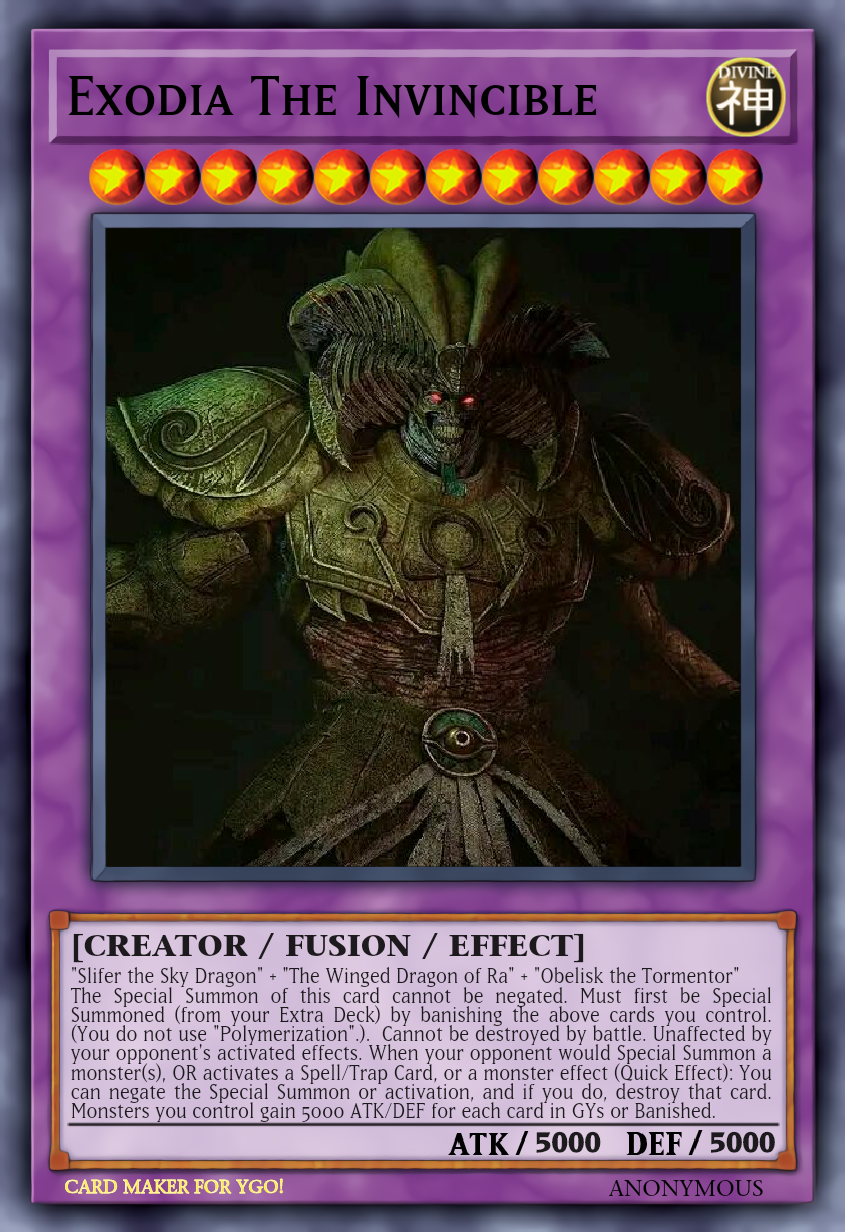 Exodia The Invincible
DIVINE
神
[CREATOR / FUSION / EFFECT]
"Slifer the Sky Dragon" + "The Winged Dragon of Ra" + "Obelisk the Tormentor"
The Special Summon of this card cannot be negated. Must first be Special
Summoned (from your Extra Deck) by banishing the above cards you control.
(You do not use "Polymerization".). Cannot be destroyed by battle. Unaffected by
your opponent's activated effects. When your opponent would Special Summon a
monster(s), OR activates a Spell/Trap Card, or a monster effect (Quick Effect): You
can negate the Special Summon or activation, and if you do, destroy that card.
Monsters you control gain 5000 ATK/DEF for each card in GYs or Banished.
ATK / 5000 DEF / 5000
CARD MAKER FOR YGO! ANONYMOUS